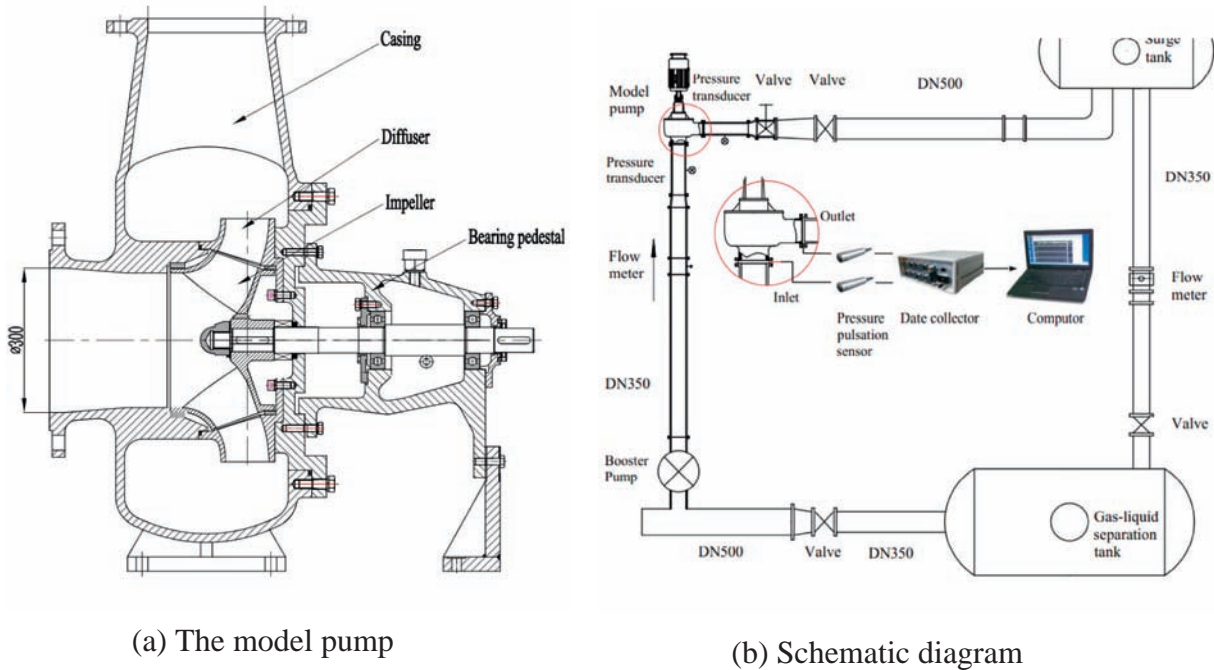 Casing
Diffuser
Impeller
Bearing pedestal
ø300
(a) The model pump
Surge
tank
Pressure
transducer
Valve
Valve
DN500
Model
pump
Pressure
transducer
DN350
Outlet
Flow
meter
Inlet
Pressure
pulsation
sensor
Date collector
Computor
Flow
meter
DN350
Valve
Booster
Pump
Gas-liquid
separation
tank
DN500
Valve
DN350
(b) Schematic diagram